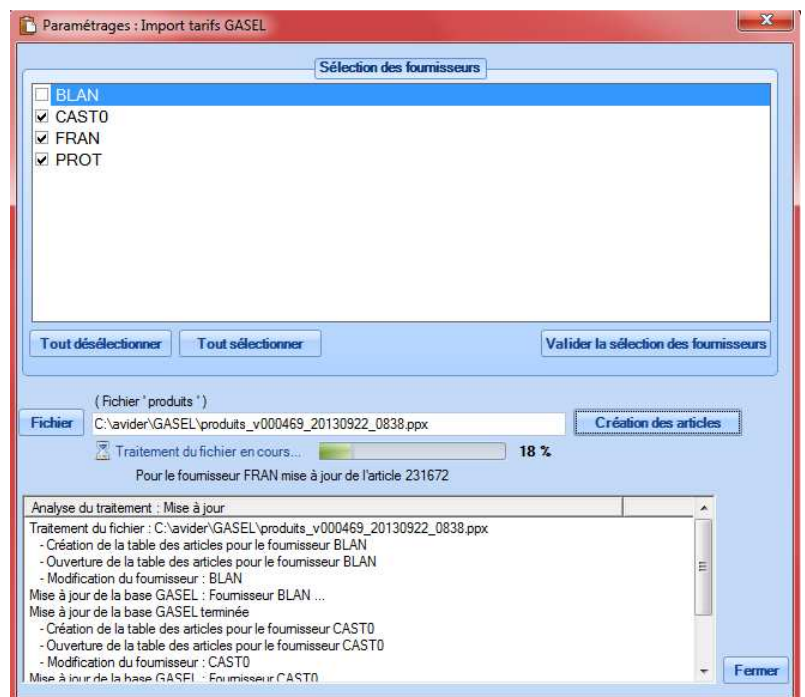 Paramétrages : Import tarifs GASEL
Sélection des fournisseurs
BLAN
CAST0
FRAN
PROT
Tout désélectionner Tout sélectionner Valider la sélection des fournisseurs
( Fichier ' produits ' )
Fichier C:\avider\GASEL\produits_v000469_20130922_0838.ppx Création des articles
Traitement du fichier en cours... 18 %
Pour le fournisseur FRAN mise à jour de l'article 231672
Analyse du traitement : Mise à jour
Traitement du fichier : C:\avider\GASEL\produits_v000469_20130922_0838.ppx
- Création de la table des articles pour le fournisseur BLAN
- Ouverture de la table des articles pour le fournisseur BLAN
- Modification du fournisseur : BLAN
Mise à jour de la base GASEL : Fournisseur BLAN ...
Mise à jour de la base GASEL terminée
- Création de la table des articles pour le fournisseur CAST0
- Ouverture de la table des articles pour le fournisseur CAST0
- Modification du fournisseur : CAST0
Mise à jour de la base GASEL : Fournisseur CAST0
Fermer